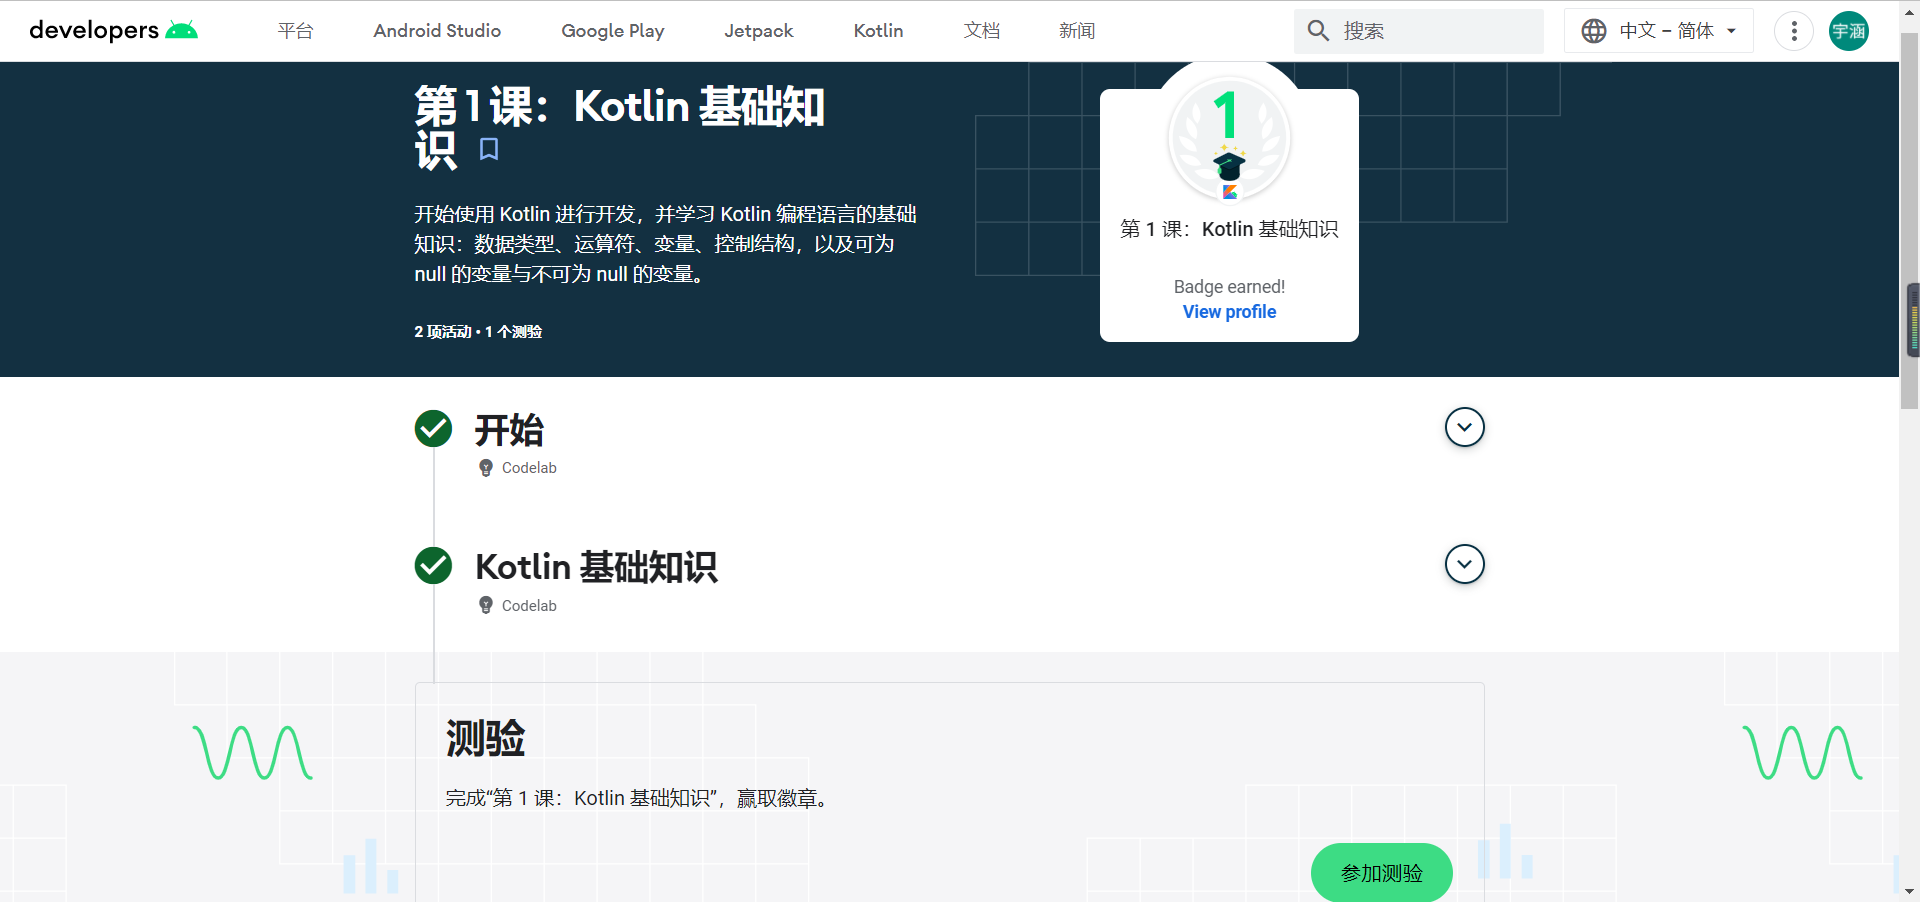 developers
平台
Android Studio
Google Play
Jetpack
Kotlin
文档
新闻
搜索
中文 – 简体
宇涵
第 1 课：Kotlin 基础知
识
开始使用 Kotlin 进行开发，并学习 Kotlin 编程语言的基础
知识：数据类型、运算符、变量、控制结构，以及可为
null 的变量与不可为 null 的变量。
2 项活动 • 1 个测验
1
第 1 课：Kotlin 基础知识
Badge earned!
View profile
开始
Codelab
Kotlin 基础知识
Codelab
测验
完成“第 1 课：Kotlin 基础知识”，赢取徽章。
参加测验